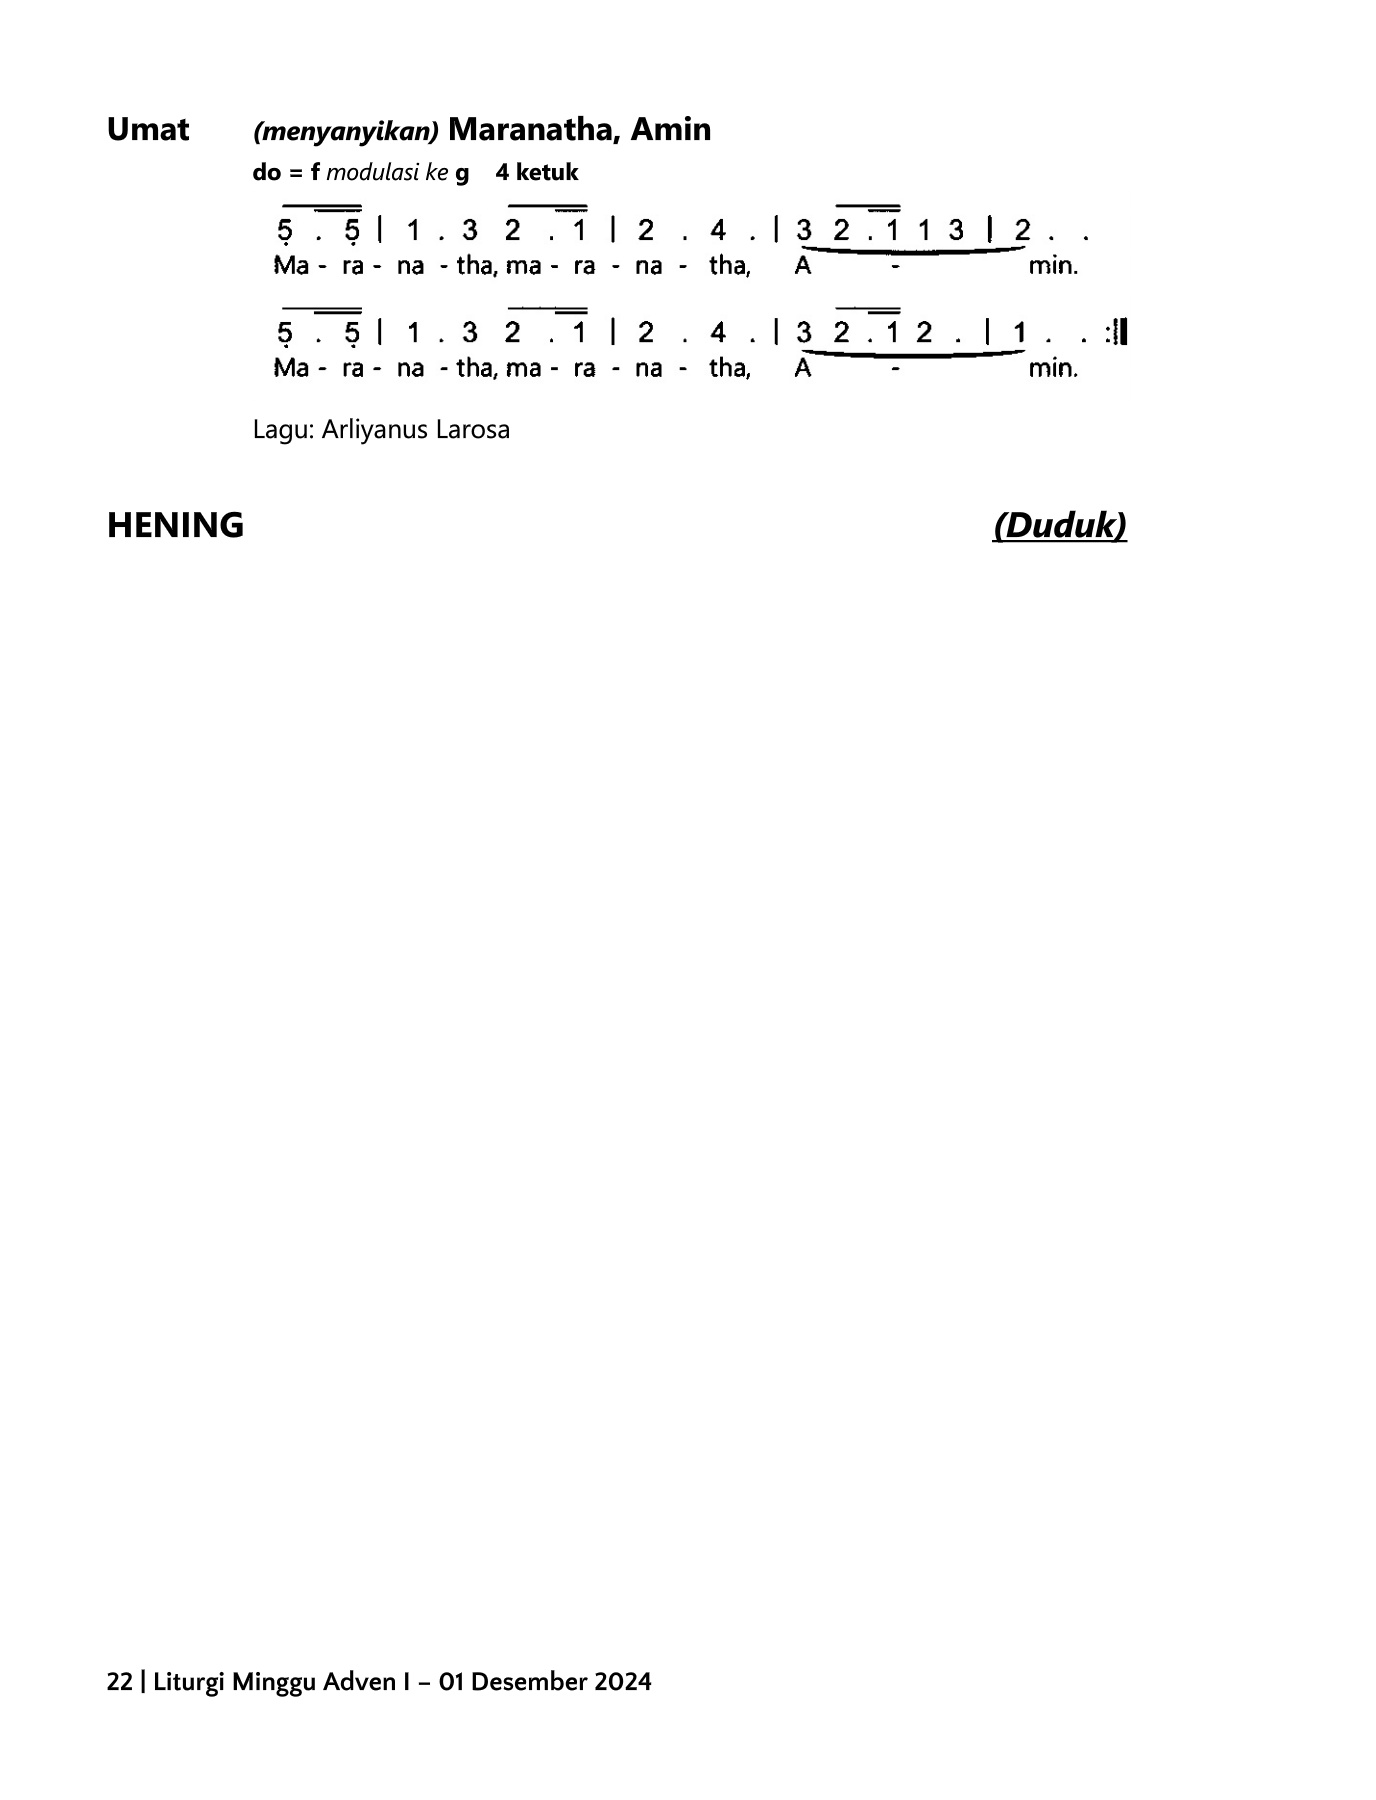 Umat (menyanyikan) Maranatha, Amin
do = f modulasi ke g 4 ketuk
5̣ . 5̣ | 1 . 3 2 . 1 | 2 . 4 . | 3 2 . 1 1 3 | 2 . .
Ma - ra - na - tha, ma - ra - na - tha, A - min.
5̣ . 5̣ | 1 . 3 2 . 1 | 2 . 4 . | 3 2 . 1 2 . | 1 . . :||
Ma - ra - na - tha, ma - ra - na - tha, A - min.
Lagu: Arliyanus Larosa
HENING (Duduk)
22 | Liturgi Minggu Adven I – 01 Desember 2024